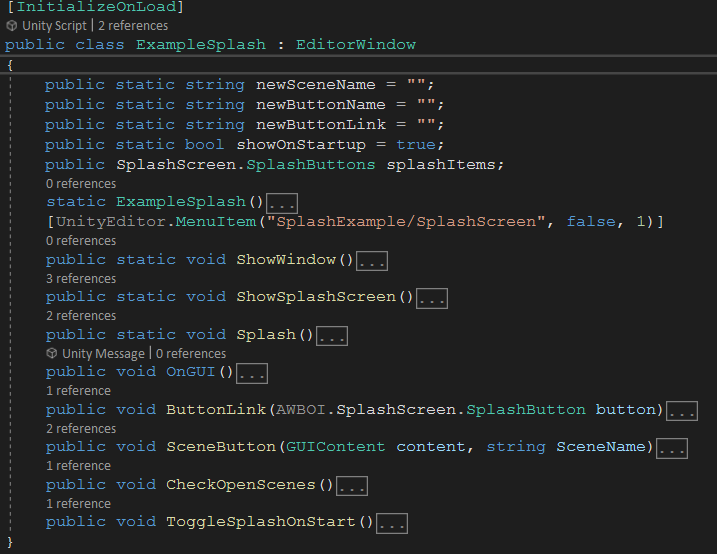 [InitializeOnLoad]
Unity Script | 2 references
public class ExampleSplash : EditorWindow
{
public static string newSceneName = "";
public static string newButtonName = "";
public static string newButtonLink = "";
public static bool showOnStartup = true;
public SplashScreen.SplashButtons splashItems;
0 references
static ExampleSplash()...
[UnityEditor.MenuItem("SplashExample/SplashScreen", false, 1)]
0 references
public static void ShowWindow()...
3 references
public static void ShowSplashScreen()...
2 references
public static void Splash()...
Unity Message | 0 references
public void OnGUI()...
1 reference
public void ButtonLink(AWBOI.SplashScreen.SplashButton button)...
2 references
public void SceneButton(GUIContent content, string SceneName)...
1 reference
public void CheckOpenScenes()...
1 reference
public void ToggleSplashOnStart()...
}